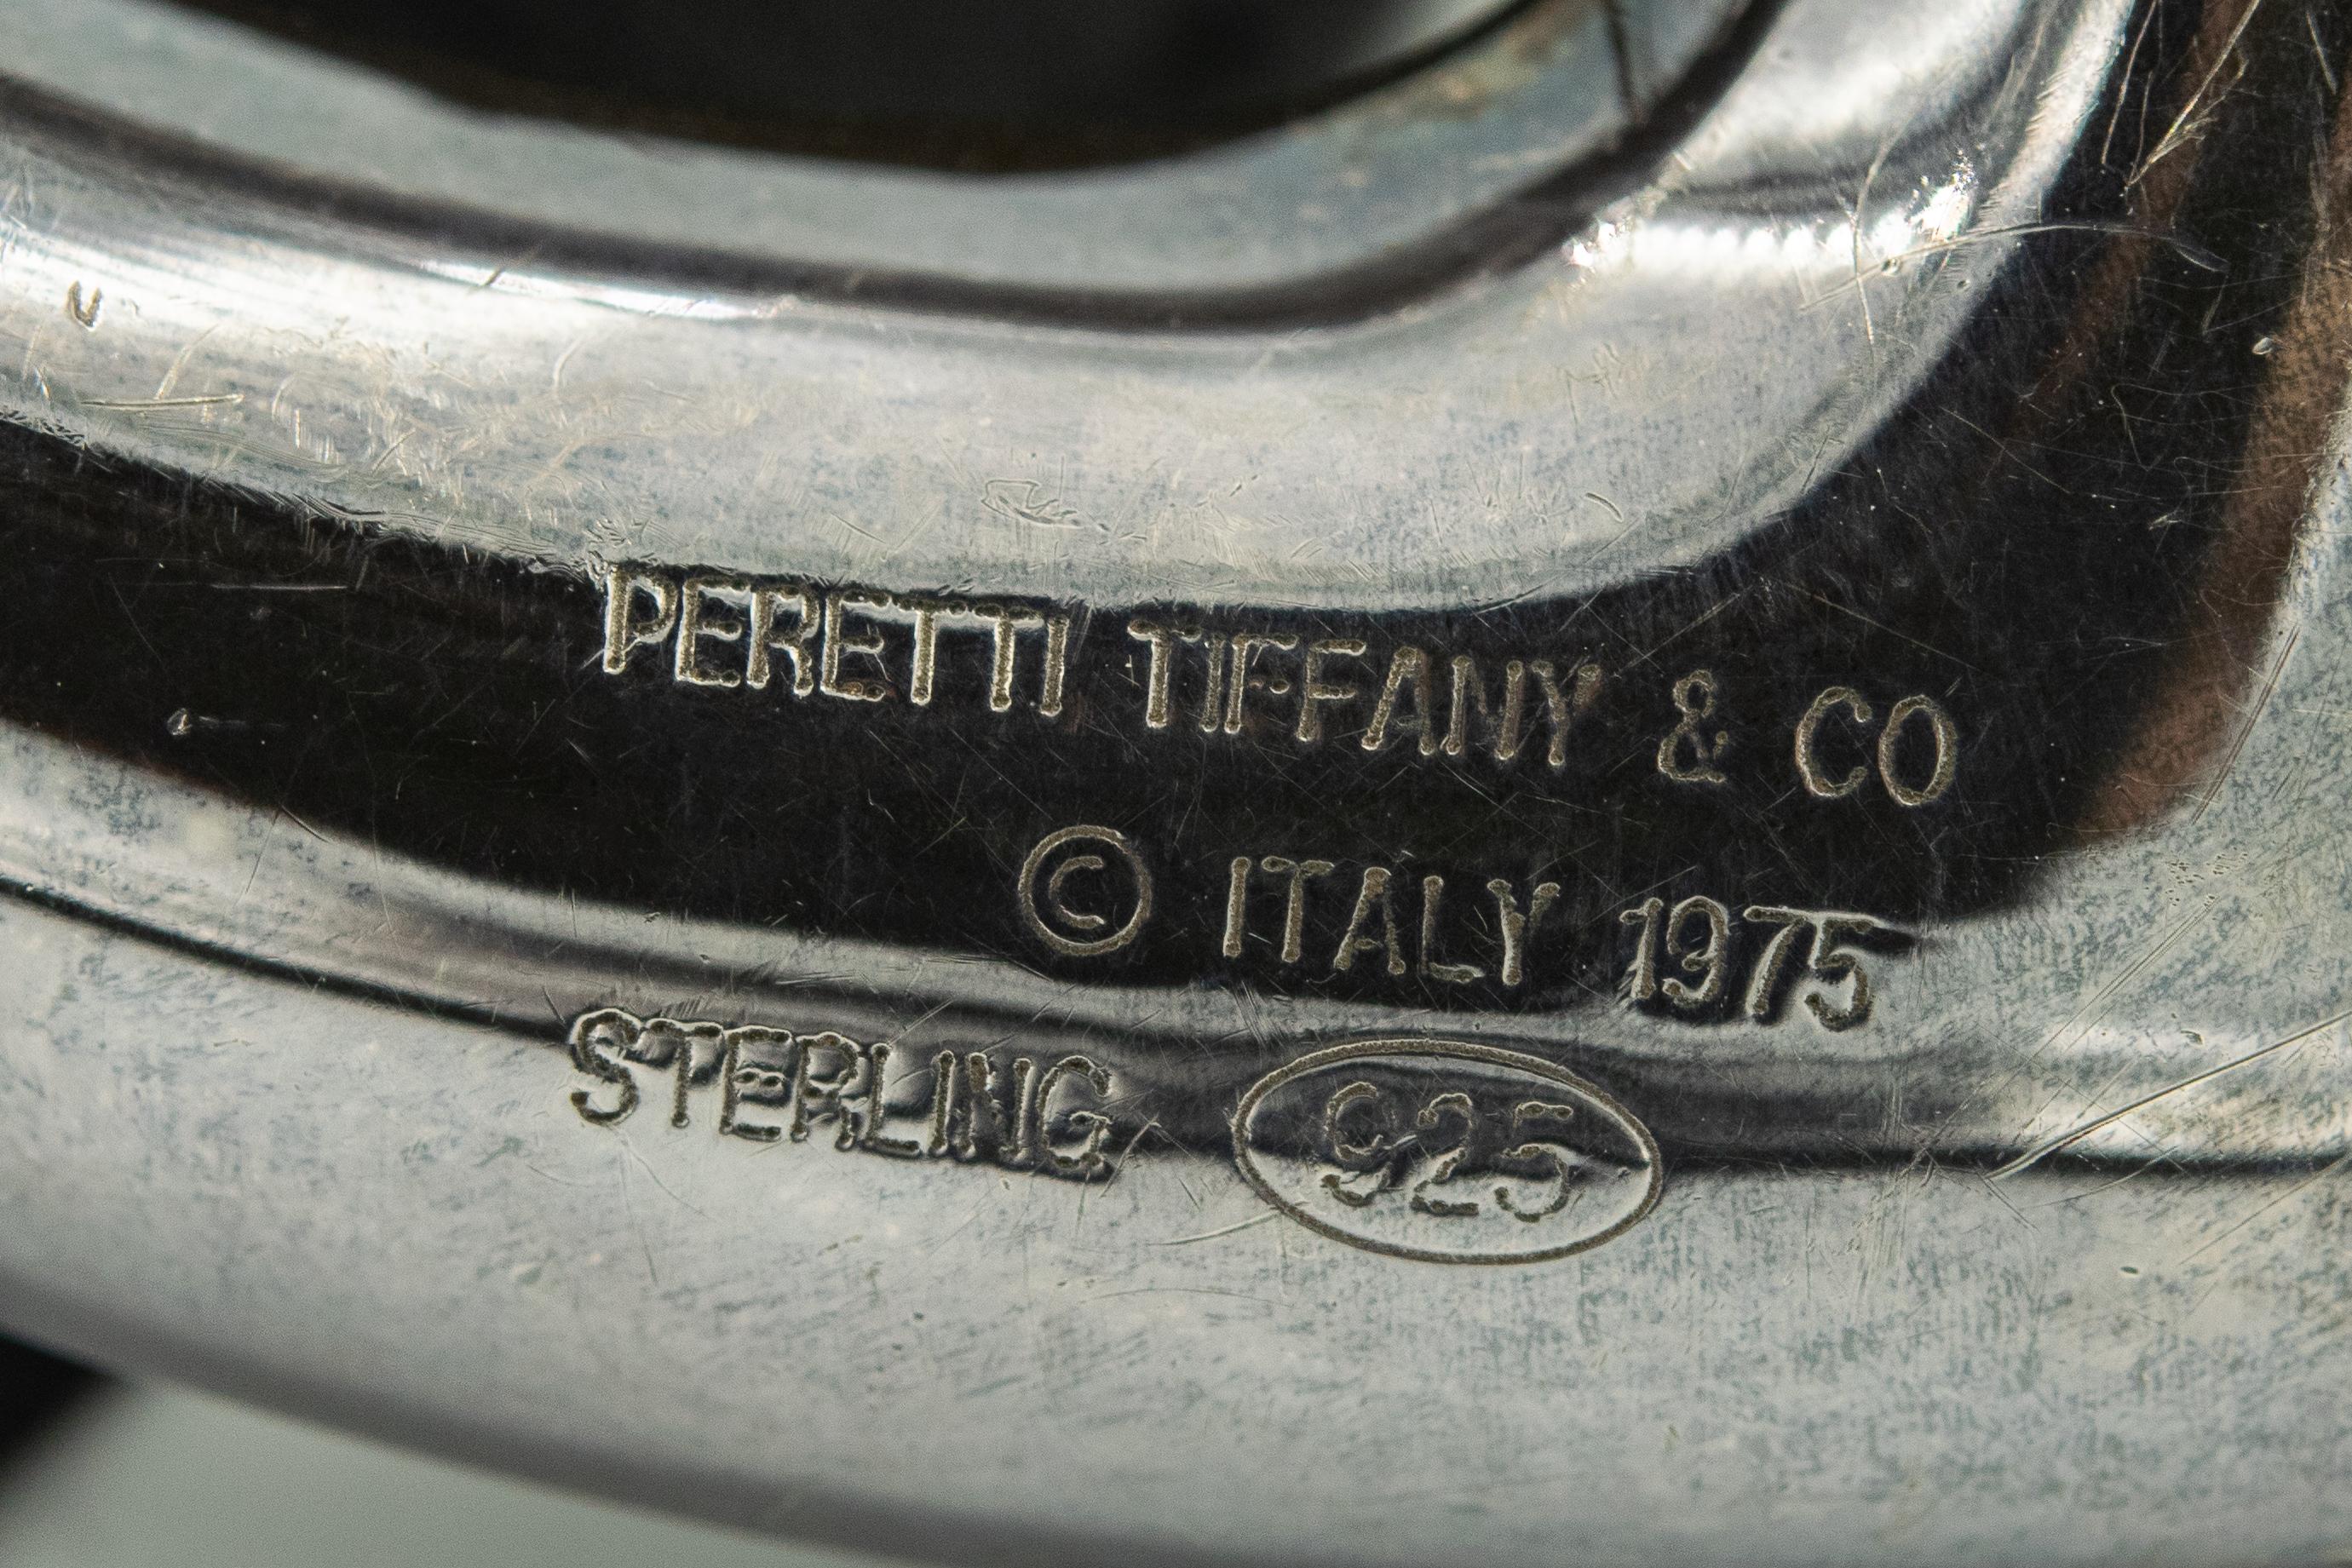 PERETTI TIFFANY & CO
© ITALY 1975
STERLING 925